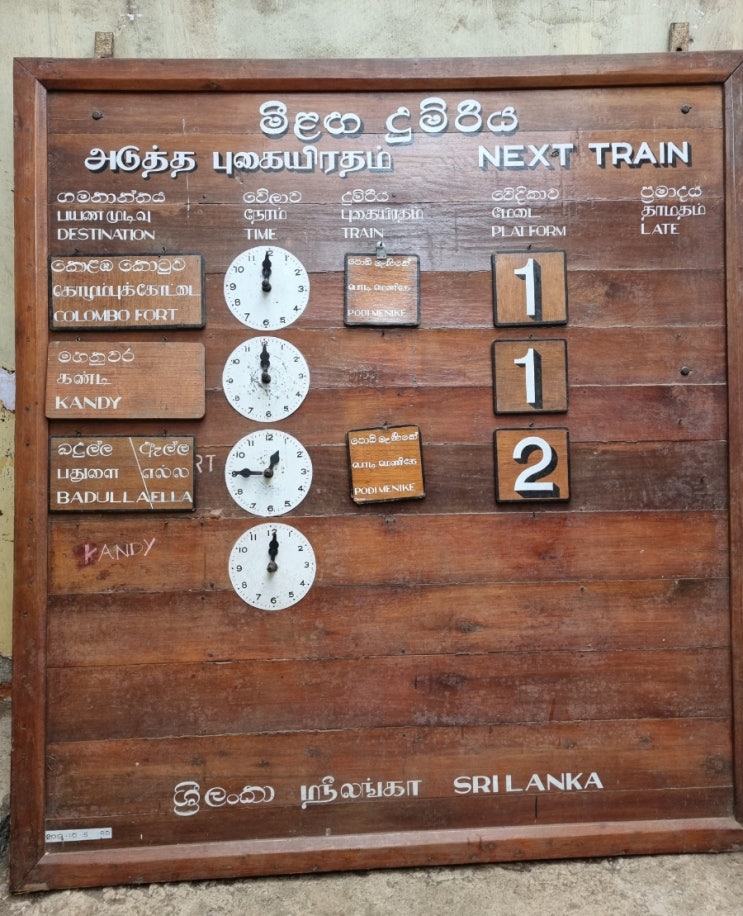 මීළඟ දුම්රිය
அடுத்த புகையிரதம் NEXT TRAIN
ගමනාන්තය වේලාව දුම්රිය වේදිකාව ප්‍රමාදය
பயணமுடிவு நேரம் புகையிரதம் மேடை தாமதம்
DESTINATION TIME TRAIN PLATFORM LATE
කොළඹ කොටුව පොඩි මැණිකේ
கொழும்புக்கோட்டை பொடி மெனிகே 1
COLOMBO FORT PODI MENIKE
මහනුවර
கண்டி 1
KANDY
බදුල්ල ඇල්ල පොඩි මැණිකේ
பதுளை எல்ல பொடி மெனிகே 2
BADULLA ELLA PODI MENIKE
KANDY
ශ්‍රී ලංකා ஸ்ரீலங்கா SRI LANKA